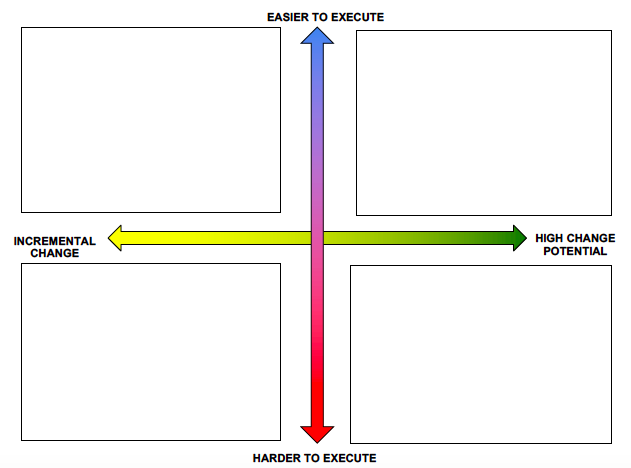 EASIER TO EXECUTE
INCREMENTAL
CHANGE
HIGH CHANGE
POTENTIAL
HARDER TO EXECUTE